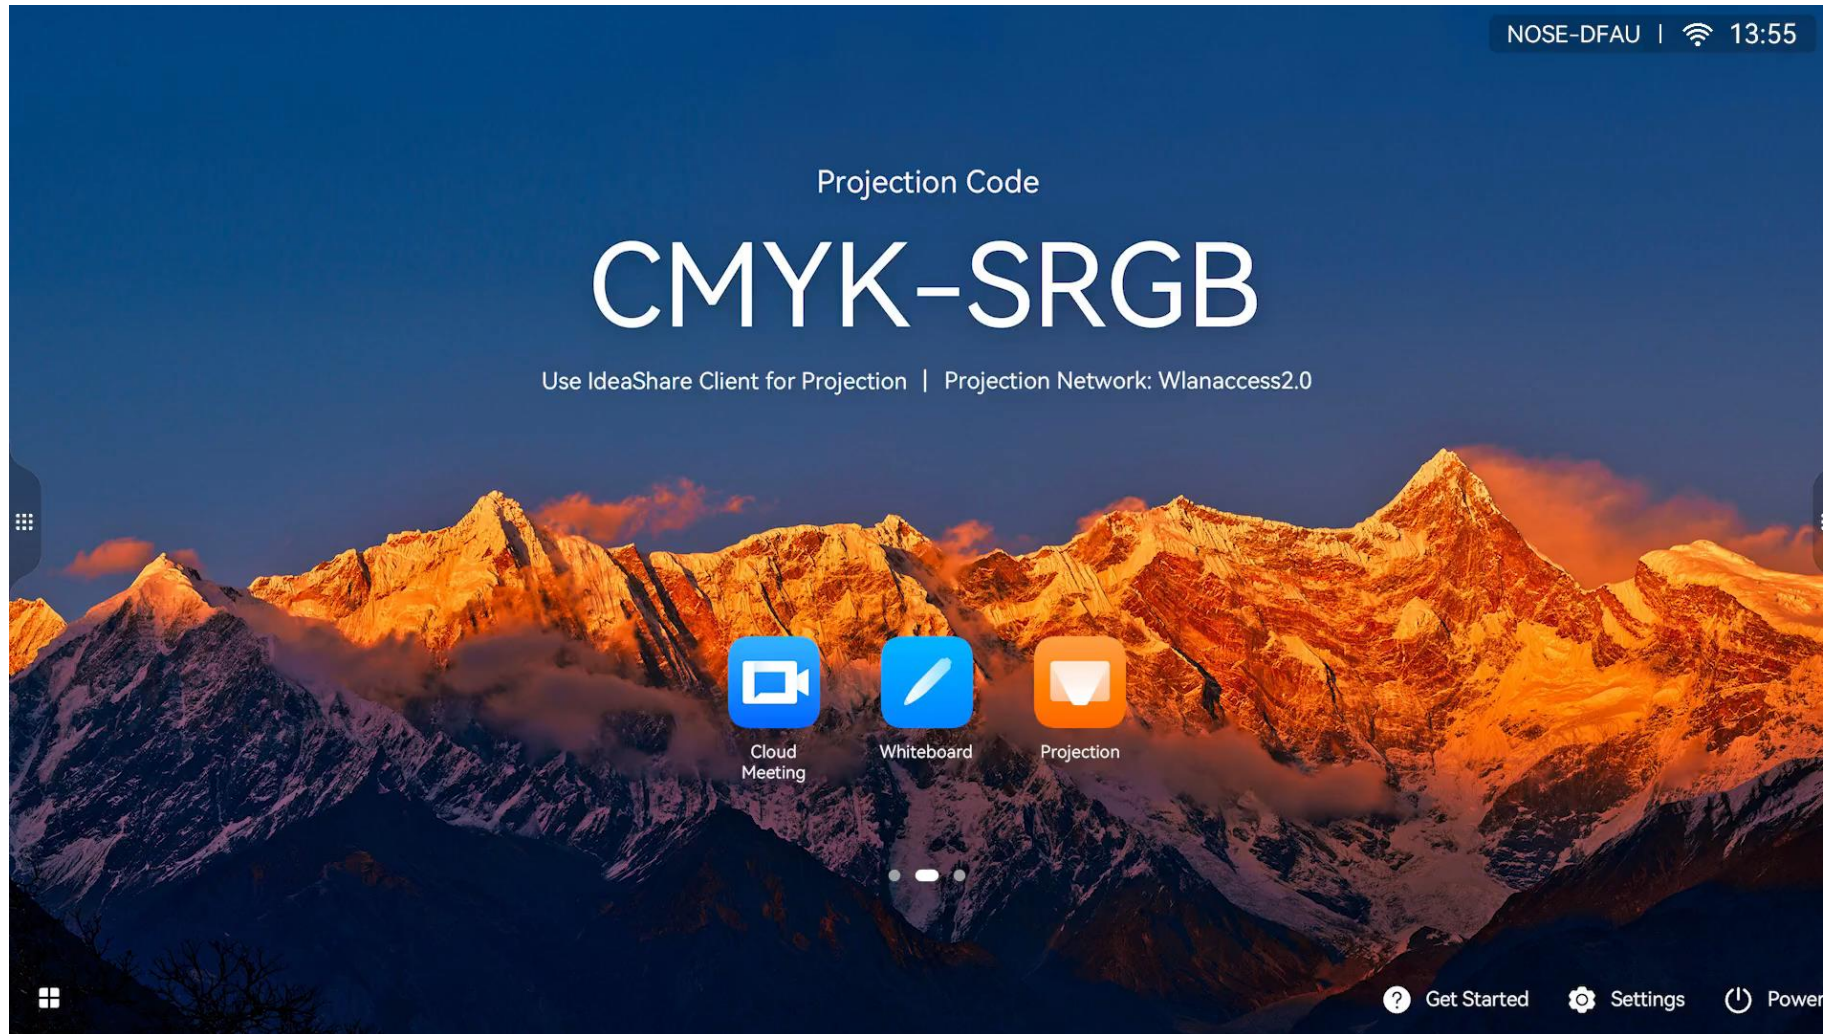 NOSE-DFAU | 13:55
Projection Code
CMYK-SRGB
Use IdeaShare Client for Projection | Projection Network: Wlanaccess2.0
Cloud
Meeting
Whiteboard
Projection
Get Started
Settings
Power